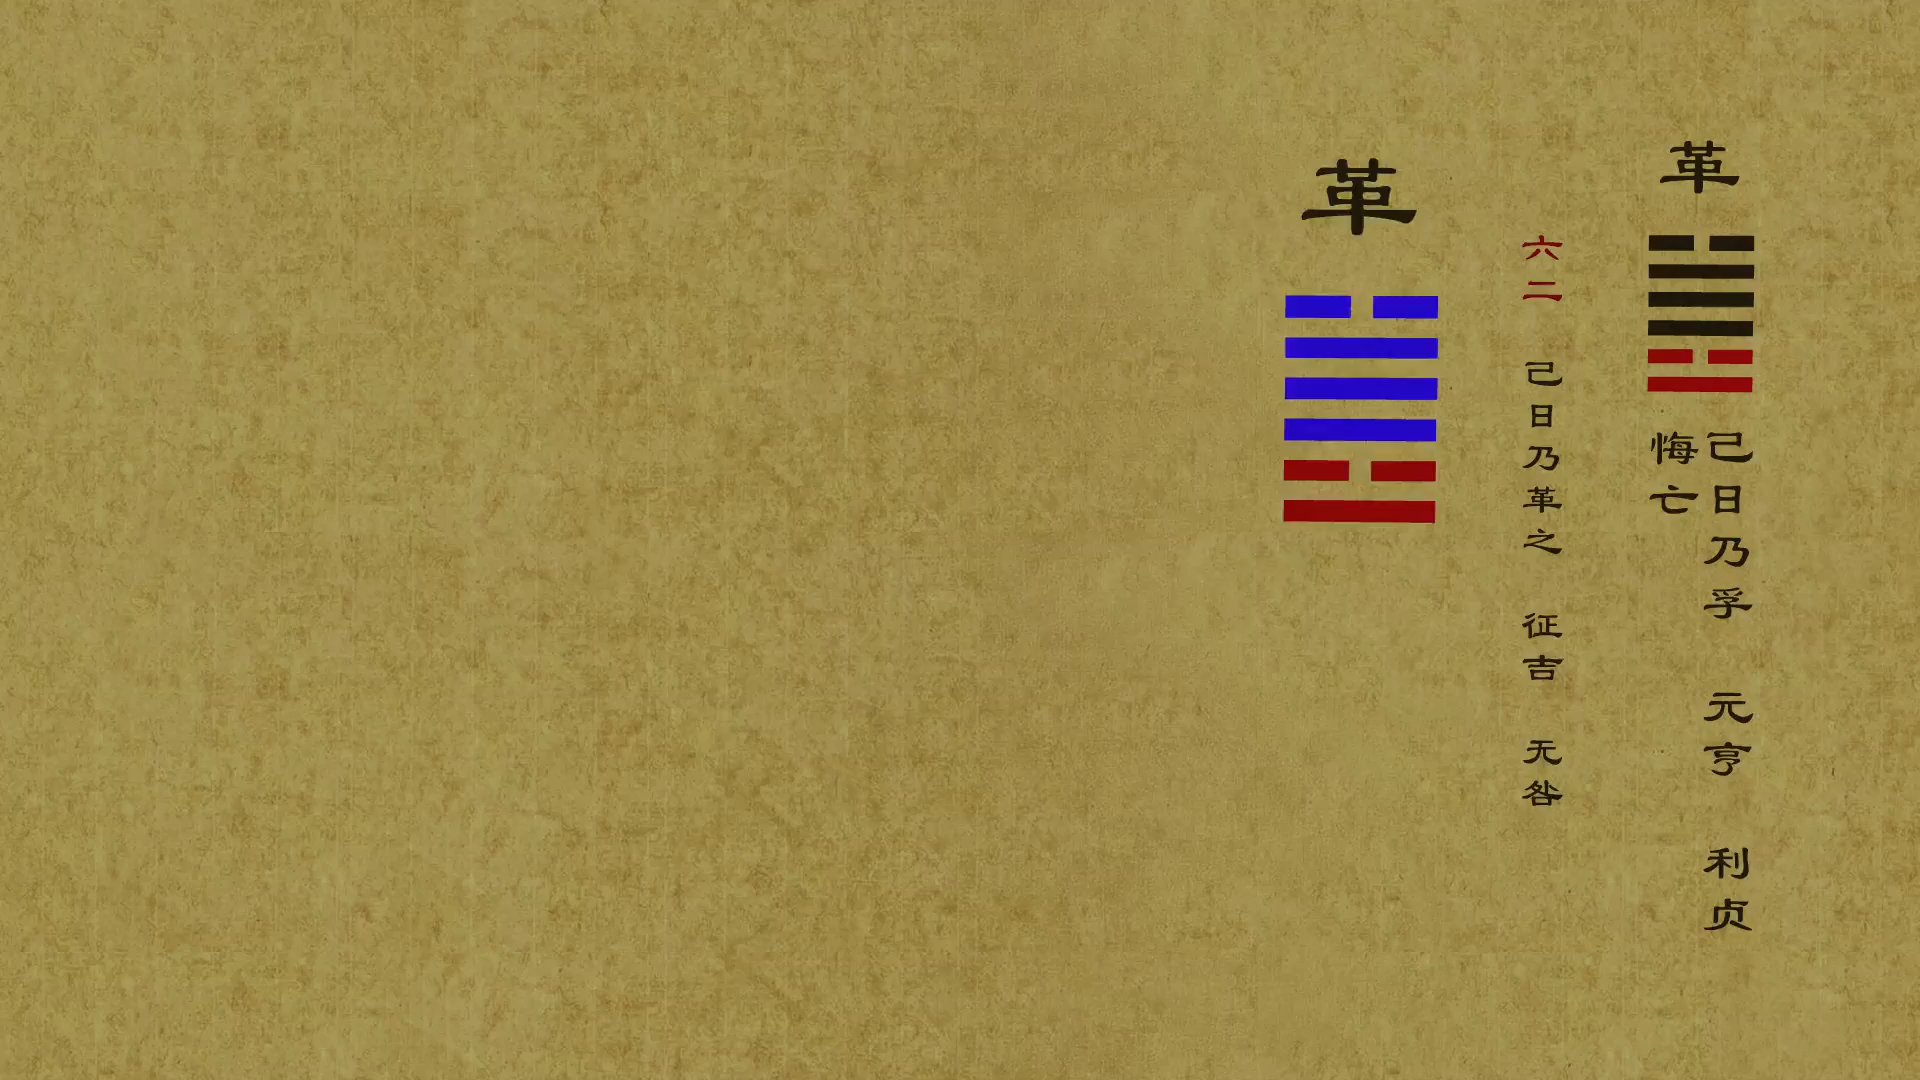 革
己日乃孚 元亨 利贞
悔亡
六二 己日乃革之 征吉 无咎
革